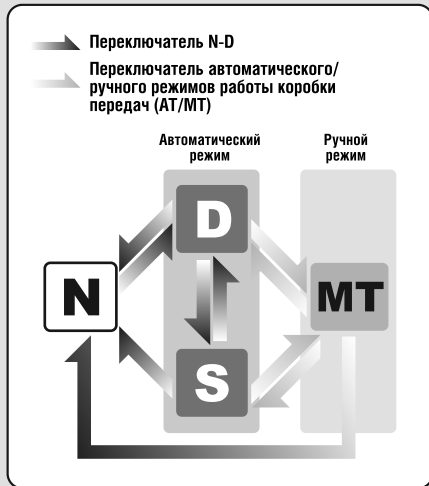 Переключатель N-D
Переключатель автоматического/
ручного режимов работы коробки
передач (AT/MT)
Автоматический
режим
Ручной
режим
D
N
MT
S